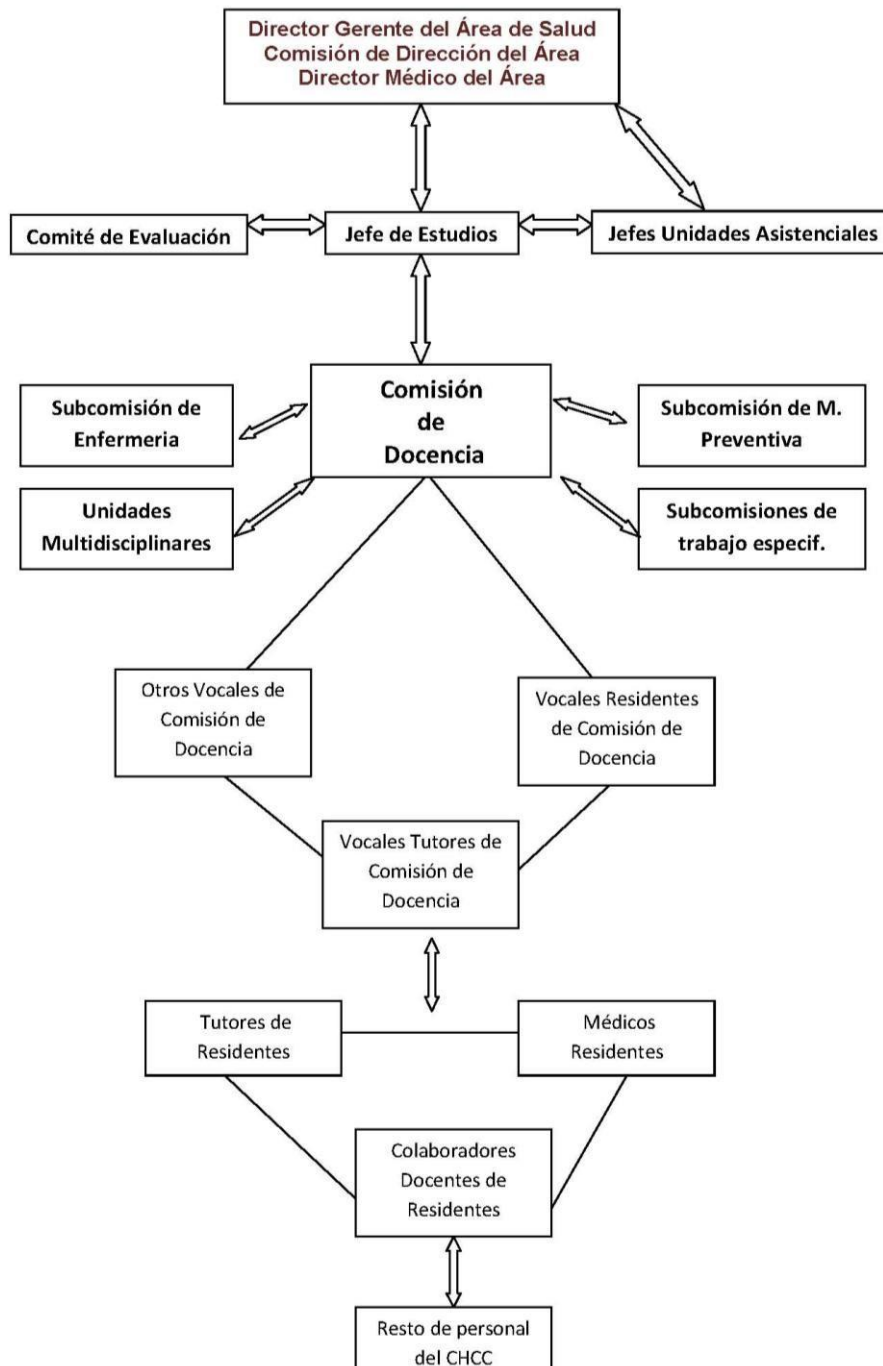 Director Gerente del Área de Salud
Comisión de Dirección del Área
Director Médico del Área
Comité de Evaluación
Jefe de Estudios
Jefes Unidades Asistenciales
Comisión
de
Docencia
Subcomisión de
Enfermeria
Subcomisión de M.
Preventiva
Unidades
Multidisciplinares
Subcomisiones de
trabajo especif.
Otros Vocales de
Comisión de
Docencia
Vocales Residentes
de Comisión de
Docencia
Vocales Tutores de
Comisión de
Docencia
Tutores de
Residentes
Médicos
Residentes
Colaboradores
Docentes de
Residentes
Resto de personal
del CHCC